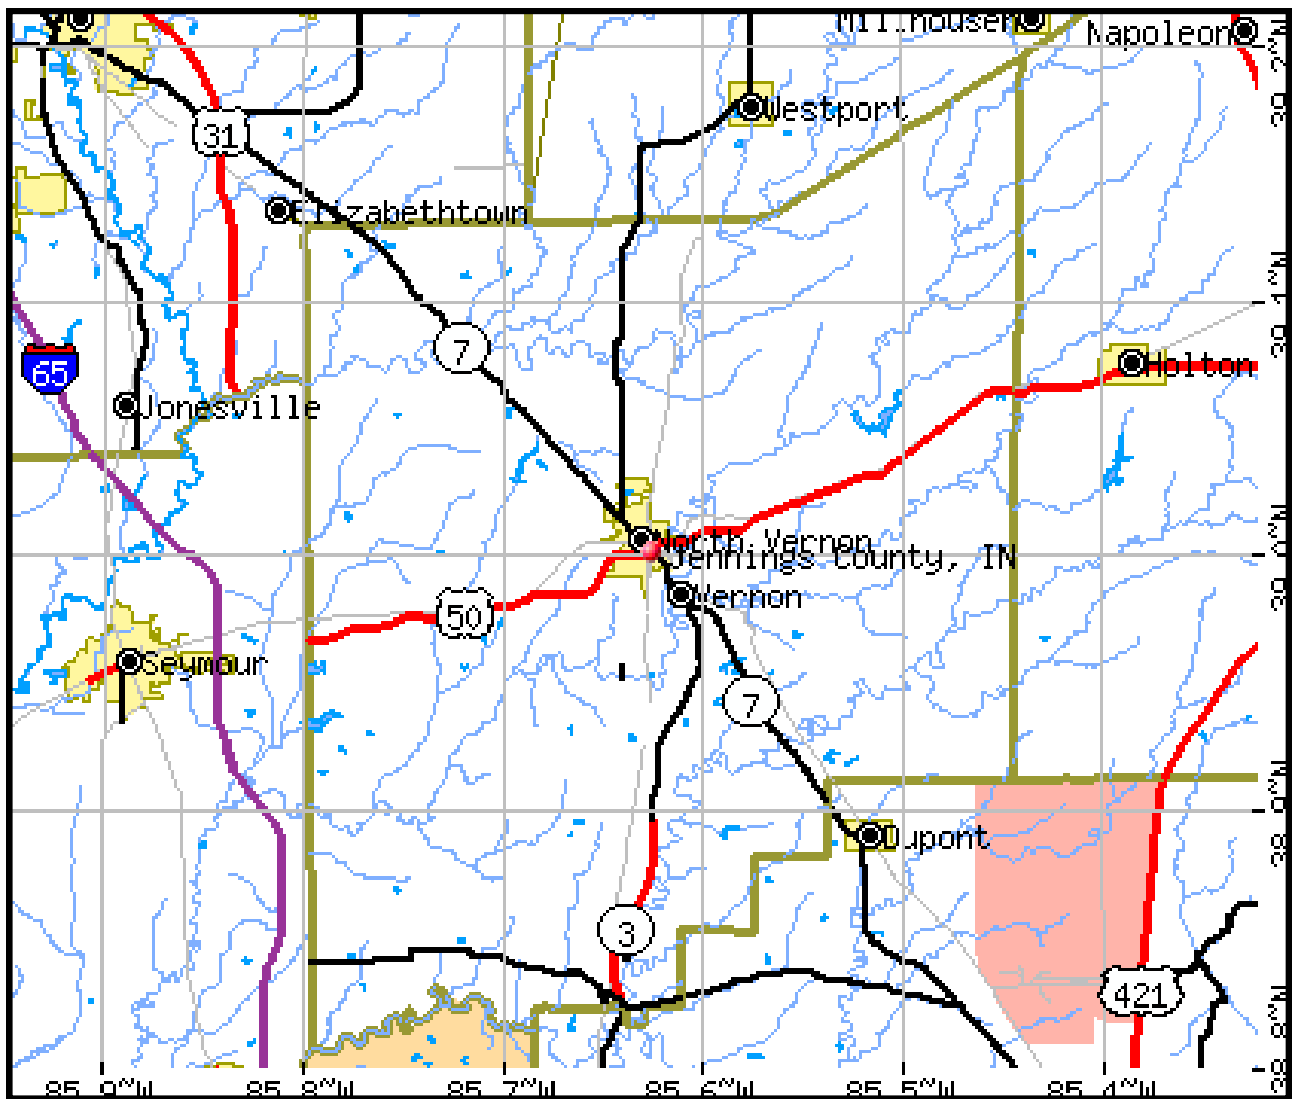 Millhousen
Napoleon
Westport
31
Elizabethtown
7
65
Holton
Jonesville
North Vernon
Jennings County, IN
Vernon
50
Seymour
7
Dupont
3
421
85.9~W
85.8~W
85.7~W
85.6~W
85.5~W
85.4~W